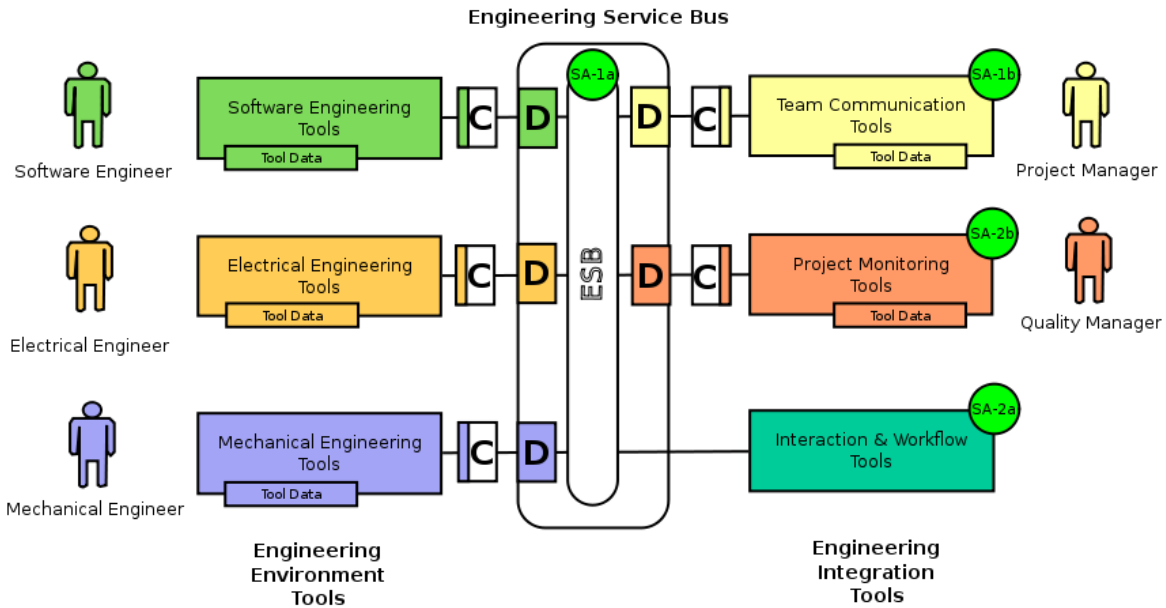 Engineering Service Bus
SA-1a
SA-1b
Software Engineering
Tools
Tool Data
C
D
D
C
Team Communication
Tools
Tool Data
Software Engineer
Project Manager
SA-2b
Electrical Engineering
Tools
Tool Data
C
D
ESB
D
C
Project Monitoring
Tools
Tool Data
Electrical Engineer
Quality Manager
SA-2a
Mechanical Engineering
Tools
Tool Data
C
D
Interaction & Workflow
Tools
Mechanical Engineer
Engineering
Environment
Tools
Engineering
Integration
Tools